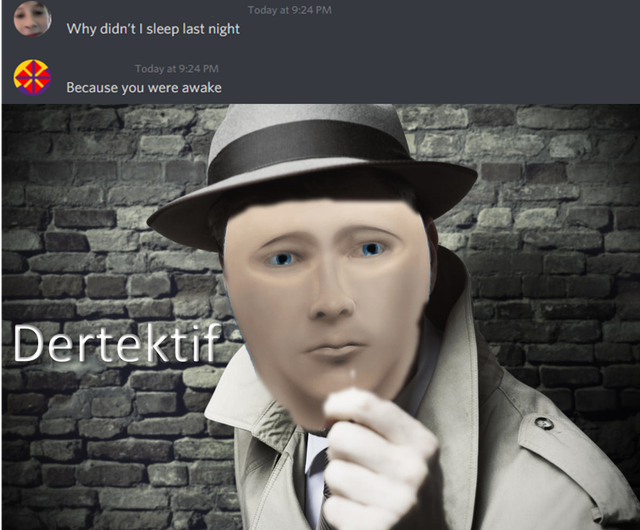 Today at 9:24 PM
Why didn't I sleep last night
Today at 9:24 PM
Because you were awake
Dertektif